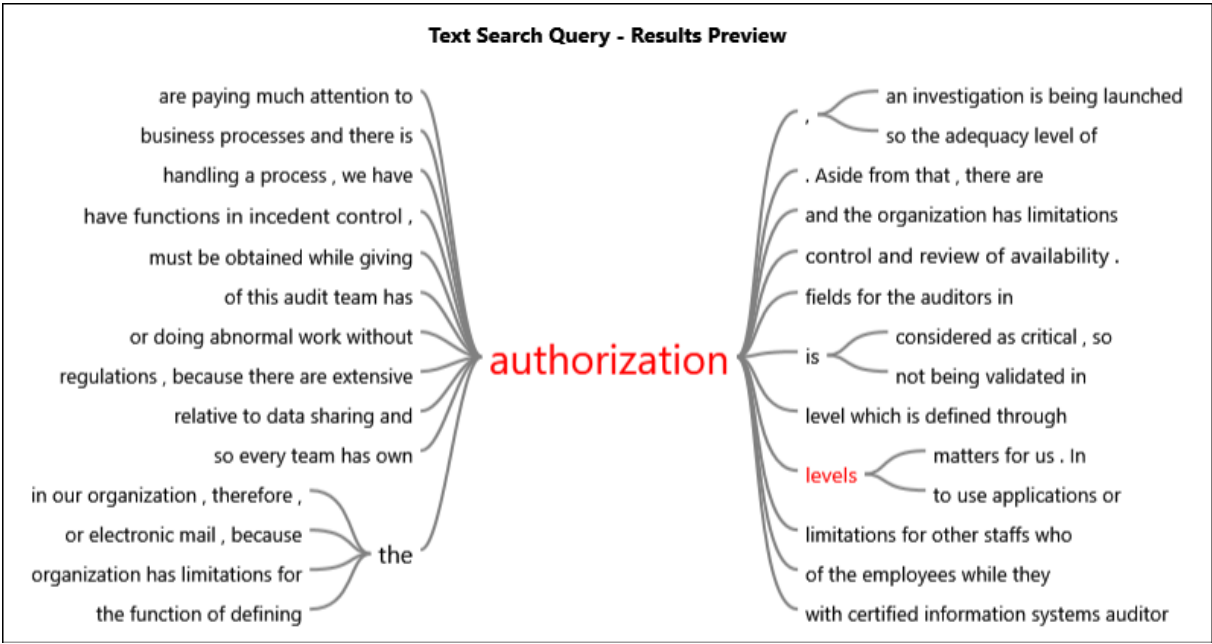 Text Search Query - Results Preview
are paying much attention to
business processes and there is
handling a process , we have
have functions in incedent control ,
must be obtained while giving
of this audit team has
or doing abnormal work without
regulations , because there are extensive
relative to data sharing and
so every team has own
in our organization , therefore ,
or electronic mail , because
organization has limitations for
the function of defining
the
authorization
,
an investigation is being launched
so the adequacy level of
. Aside from that , there are
and the organization has limitations
control and review of availability .
fields for the auditors in
is
considered as critical , so
not being validated in
level which is defined through
levels
matters for us . In
to use applications or
limitations for other staffs who
of the employees while they
with certified information systems auditor